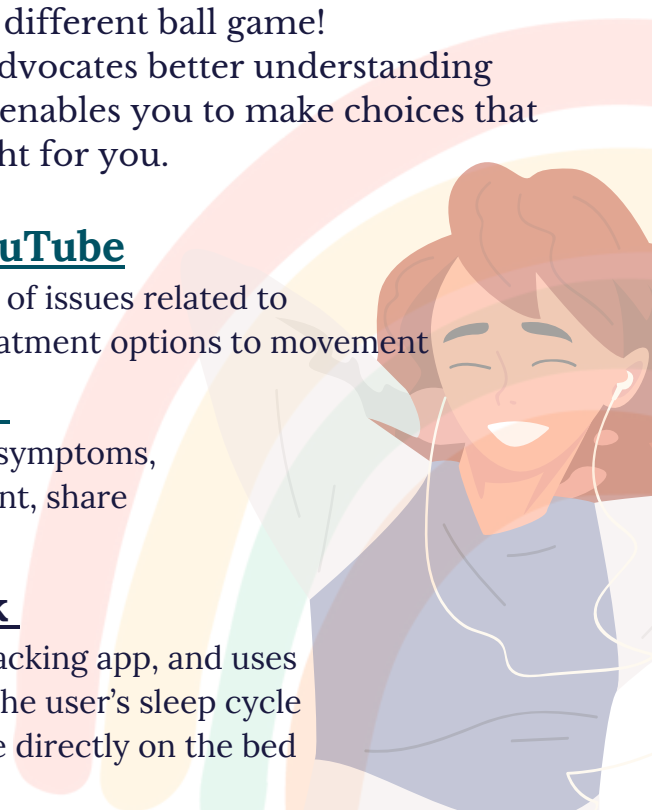 different ball game!
dvocates better understanding
enables you to make choices that
ht for you.
uTube
of issues related to
atment options to movement
symptoms,
nt, share
k
acking app, and uses
he user’s sleep cycle
e directly on the bed